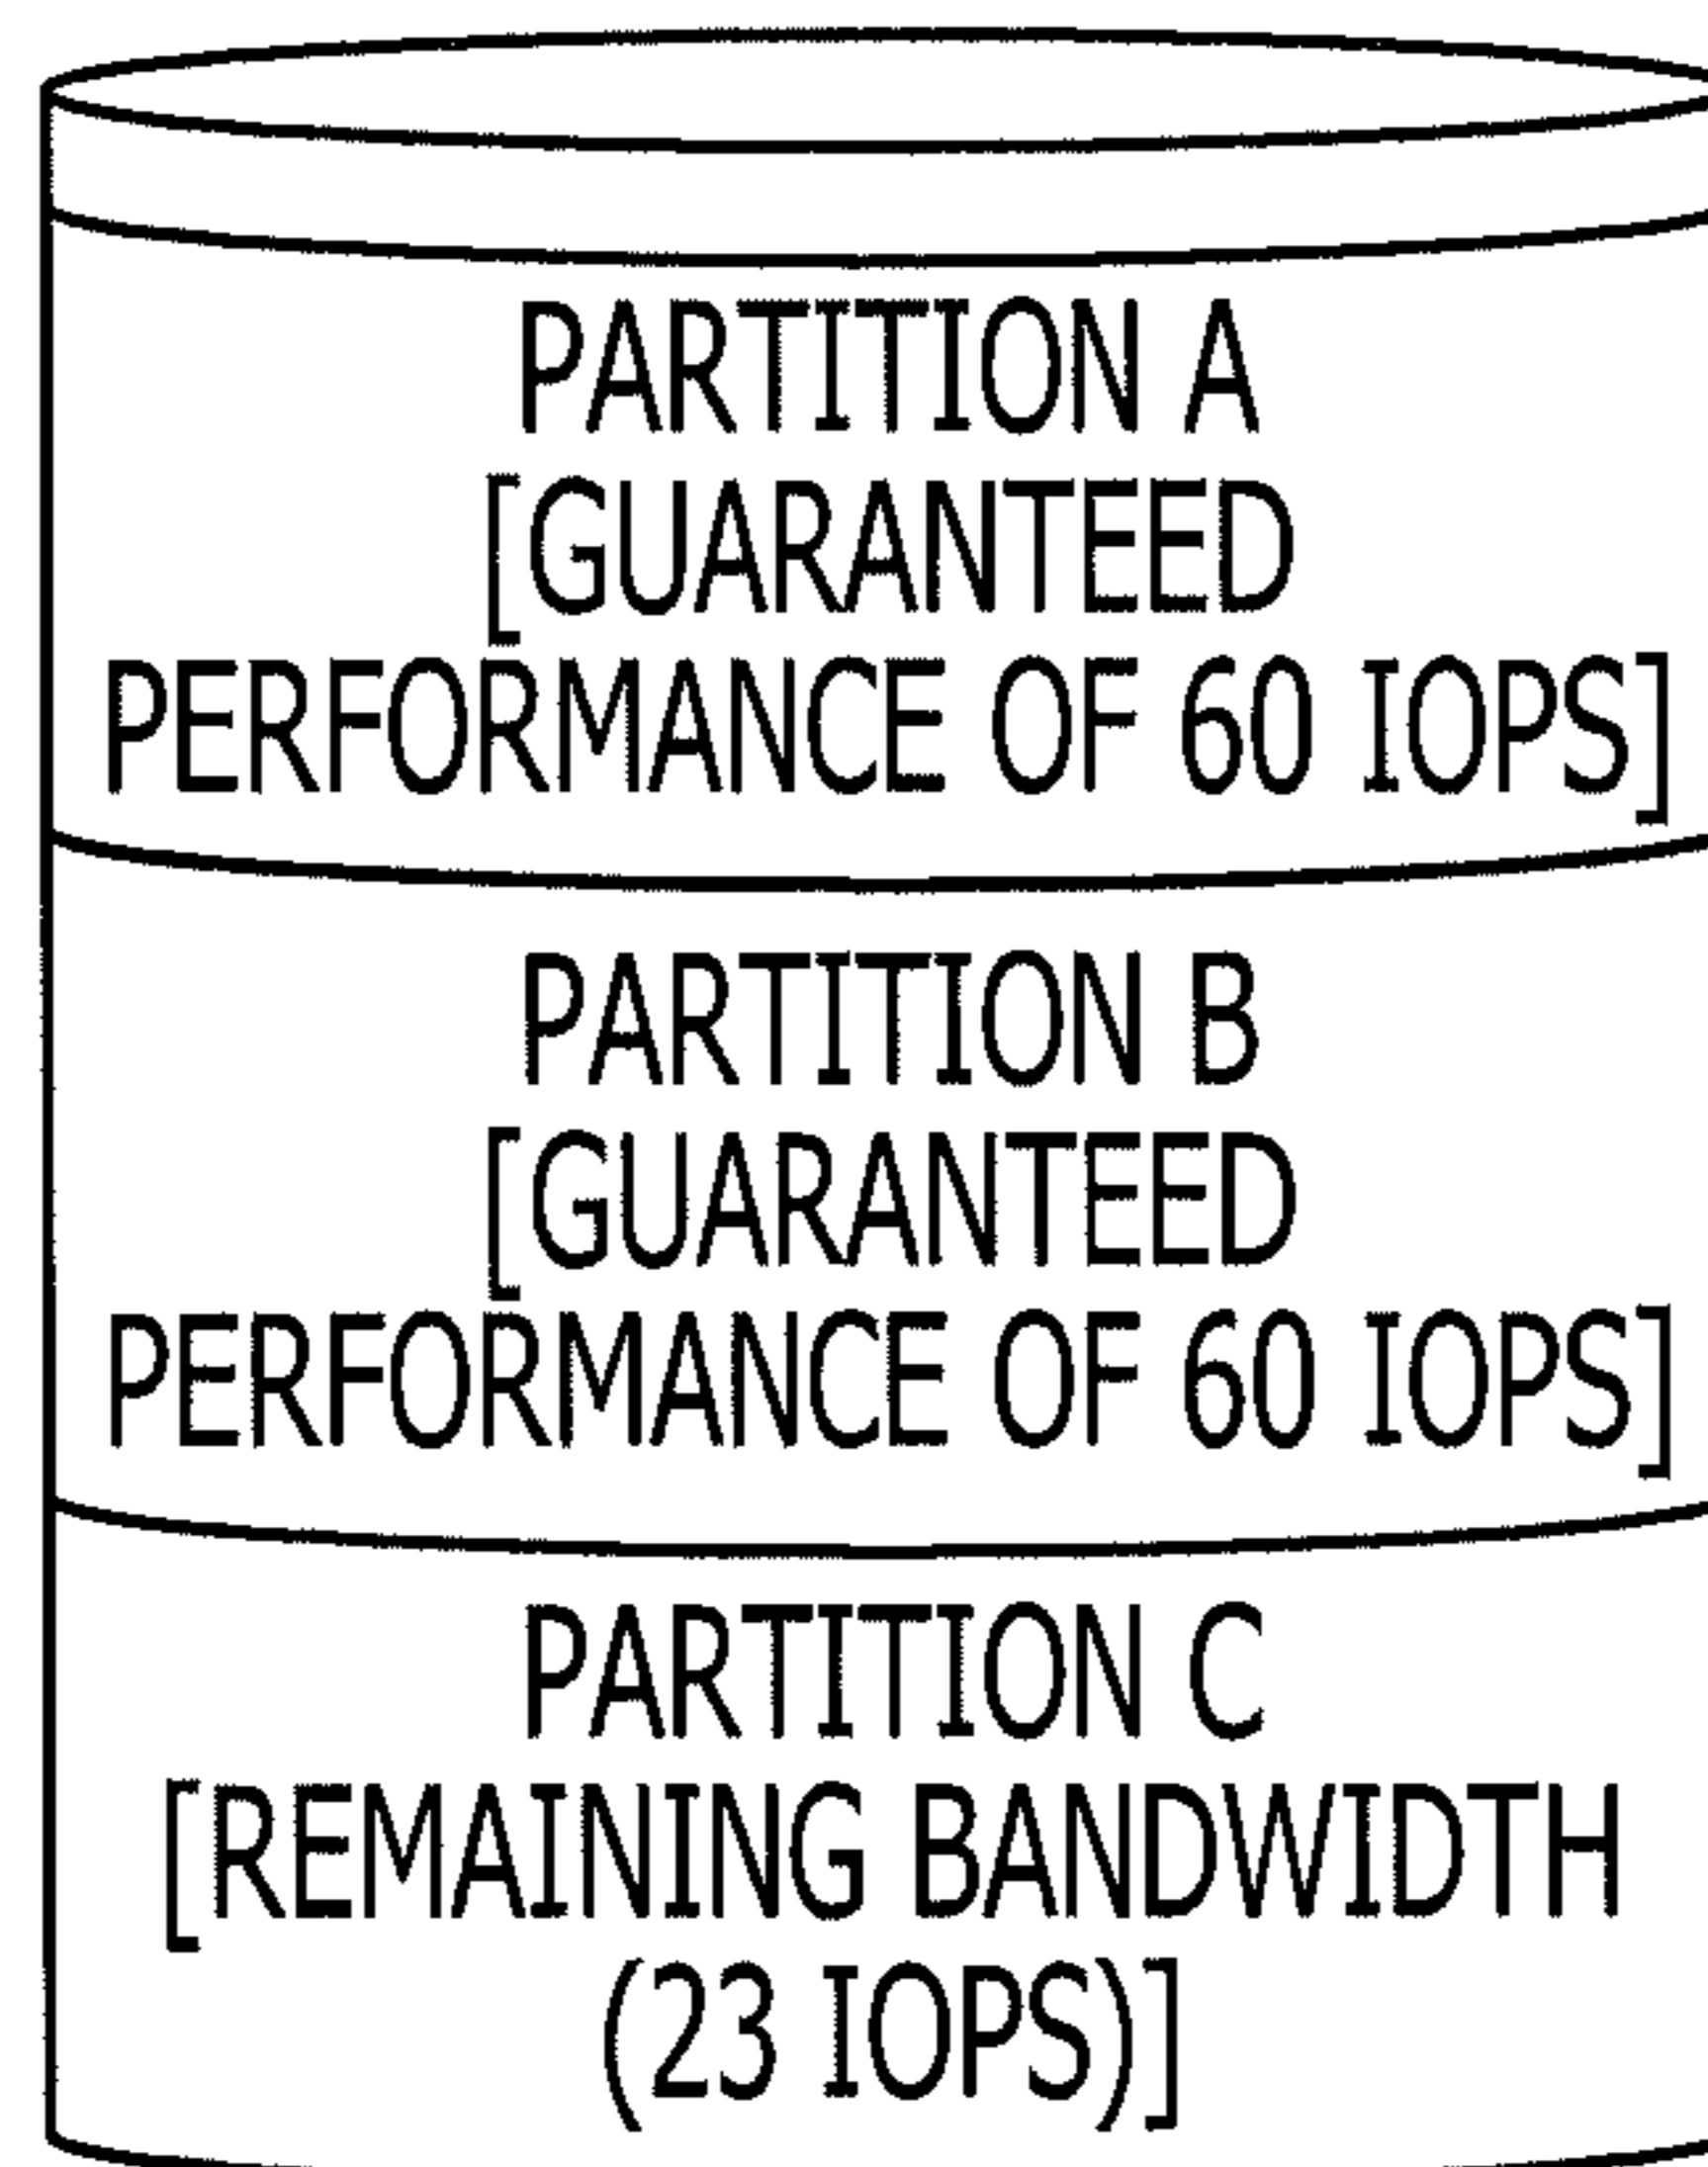 PARTITION A
[GUARANTEED
PERFORMANCE OF 60 IOPS]
PARTITION B
[GUARANTEED
PERFORMANCE OF 60 IOPS]
PARTITION C
[REMAINING BANDWIDTH
(23 IOPS)]